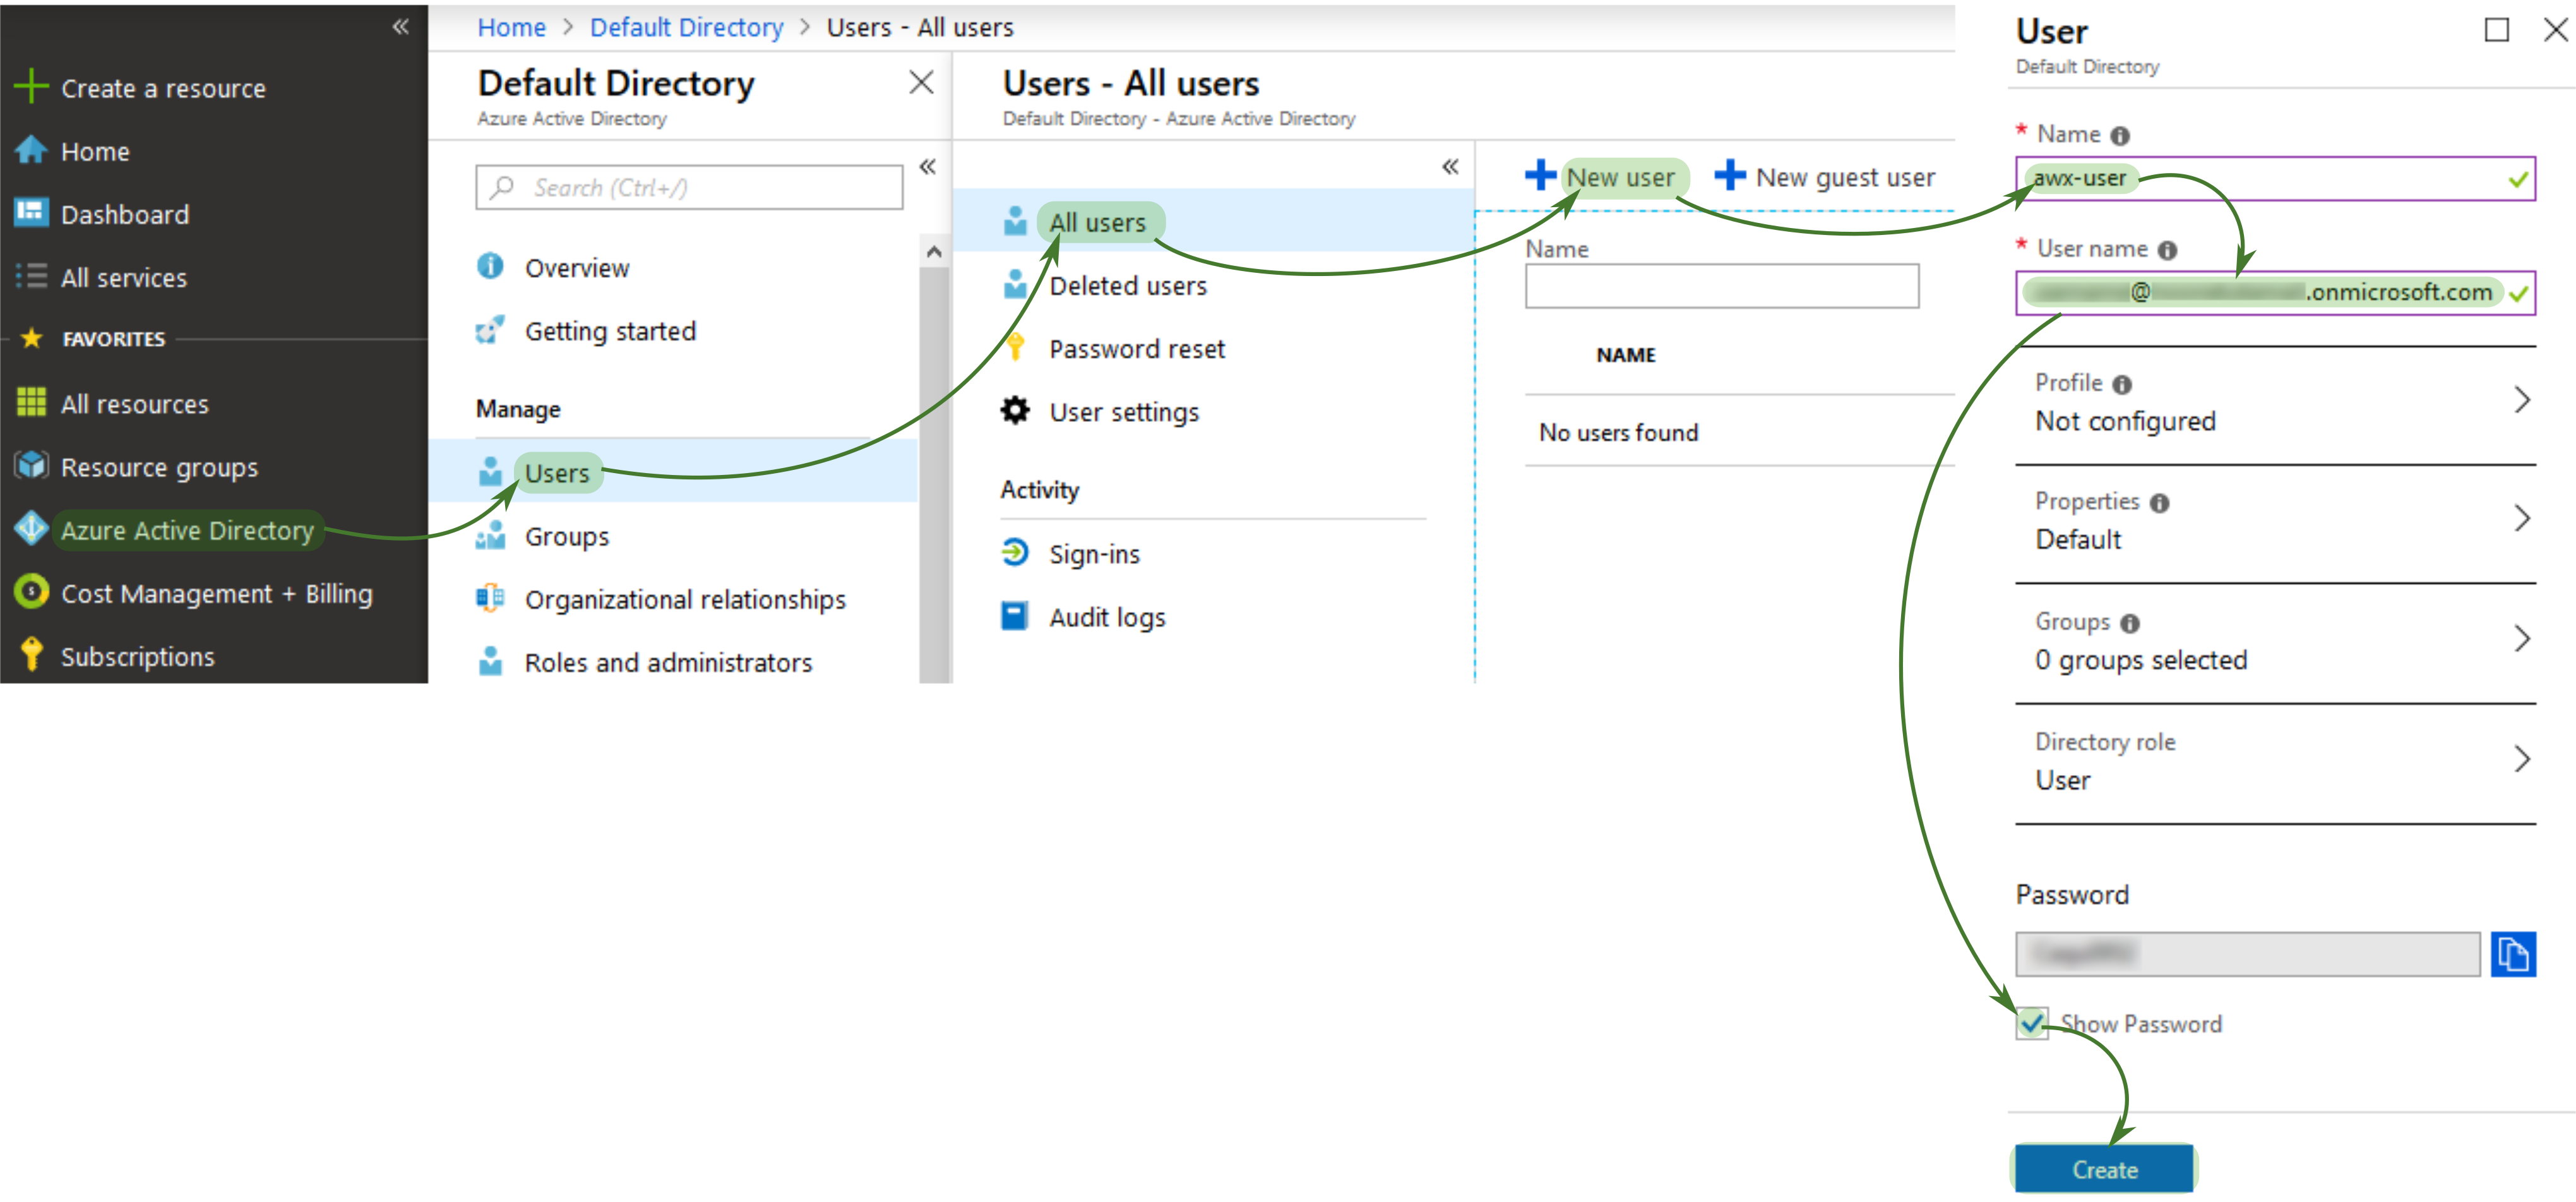 Create a resource
Home
Dashboard
All services
FAVORITES
All resources
Resource groups
Azure Active Directory
Cost Management + Billing
Subscriptions
Home > Default Directory > Users - All users
Default Directory
Azure Active Directory
Search (Ctrl+/)
Overview
Getting started
Manage
Users
Groups
Organizational relationships
Roles and administrators
Users - All users
Default Directory - Azure Active Directory
All users
Deleted users
Password reset
User settings
Activity
Sign-ins
Audit logs
New user New guest user
Name
NAME
No users found
User
Default Directory
* Name
awx-user
* User name
@ .onmicrosoft.com
Profile
Not configured
Properties
Default
Groups
0 groups selected
Directory role
User
Password
Show Password
Create